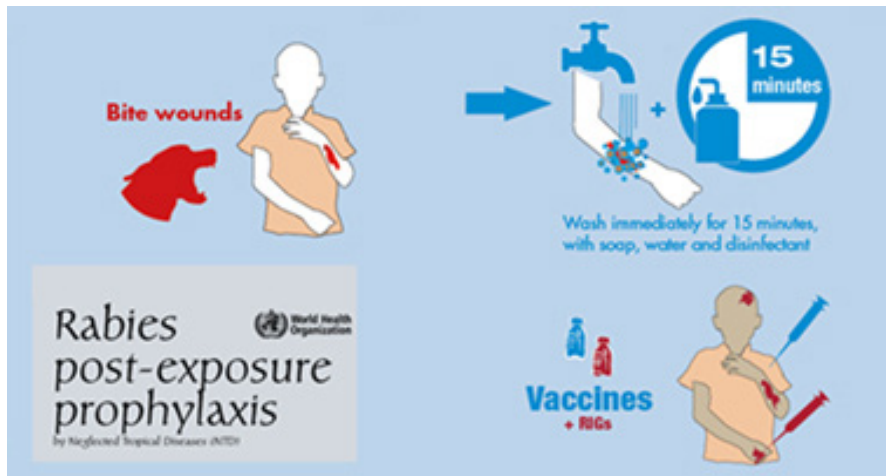 Bite wounds
15
minutes
Wash immediately for 15 minutes,
with soap, water and disinfectant
Rabies
post-exposure
prophylaxis
by Neglected Tropical Diseases (NTD)
World Health
Organization
Vaccines
+ RIGs